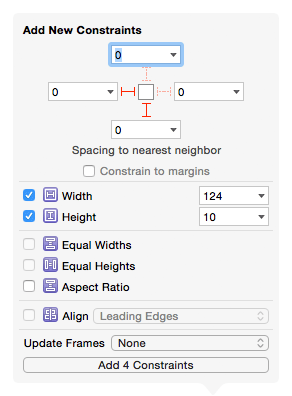 Add New Constraints
0
0 0
0
Spacing to nearest neighbor
Constrain to margins
Width 124
Height 10
Equal Widths
Equal Heights
Aspect Ratio
Align Leading Edges
Update Frames None
Add 4 Constraints